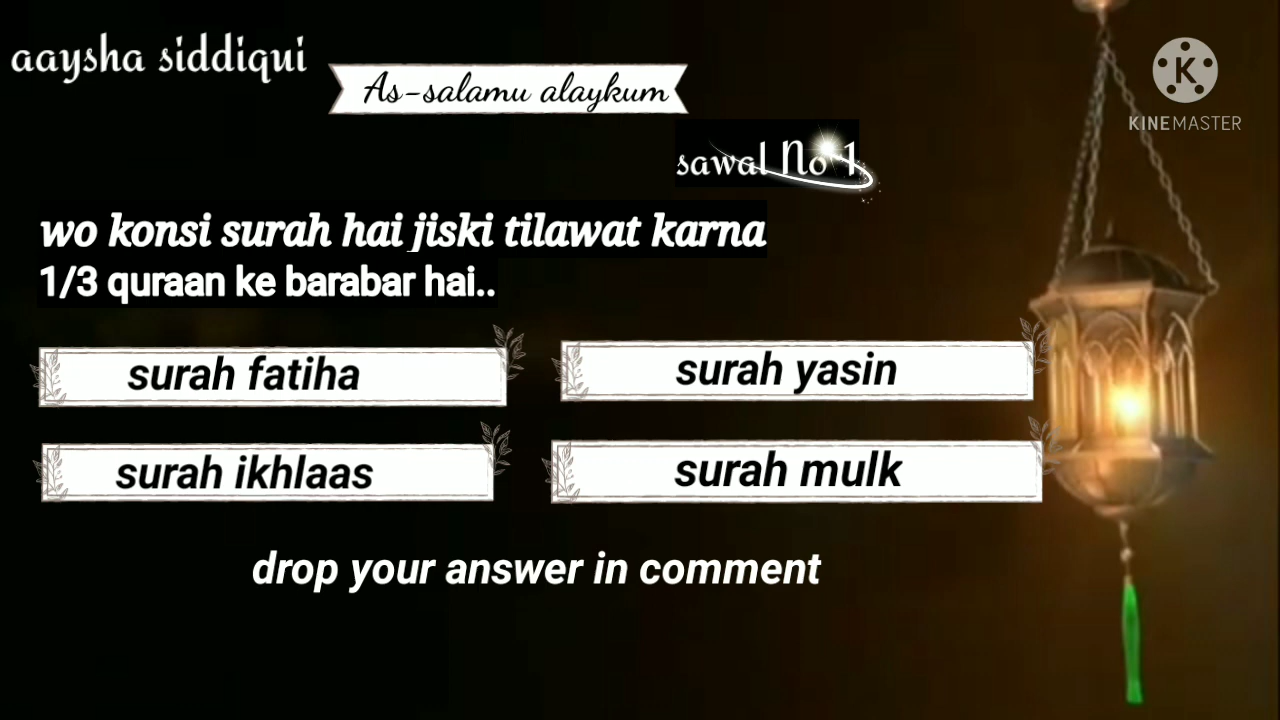 aaysha siddiqui
As-salamu alaykum
KINEMASTER
sawal No 1
wo konsi surah hai jiski tilawat karna
1/3 quraan ke barabar hai..
surah fatiha
surah yasin
surah ikhlaas
surah mulk
drop your answer in comment